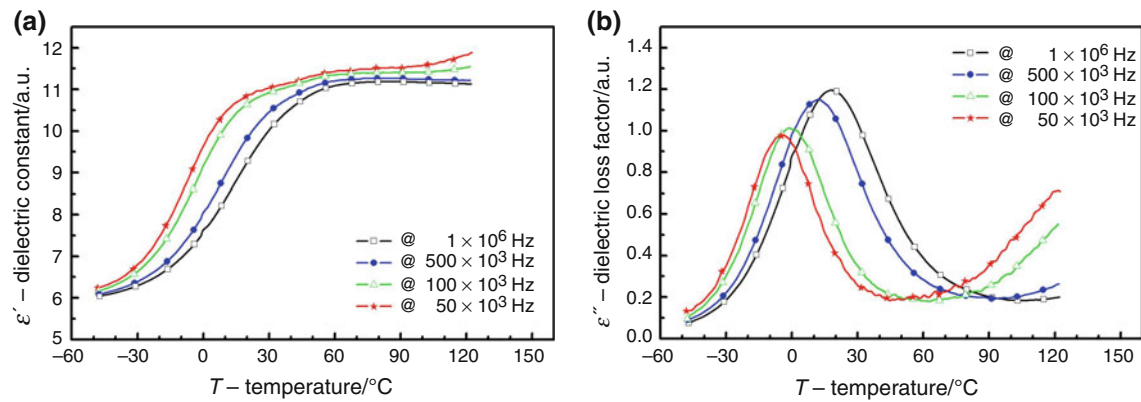 (a)
12
11
10
9
8
7
6
5
–60
–30
0
30
60
90
120
150
ε′ – dielectric constant/a.u.
T – temperature/°C
@ 1 × 10⁶ Hz
@ 500 × 10³ Hz
@ 100 × 10³ Hz
@ 50 × 10³ Hz
(b)
1.4
1.2
1.0
0.8
0.6
0.4
0.2
0.0
–60
–30
0
30
60
90
120
150
ε″ – dielectric loss factor/a.u.
T – temperature/°C
@ 1 × 10⁶ Hz
@ 500 × 10³ Hz
@ 100 × 10³ Hz
@ 50 × 10³ Hz